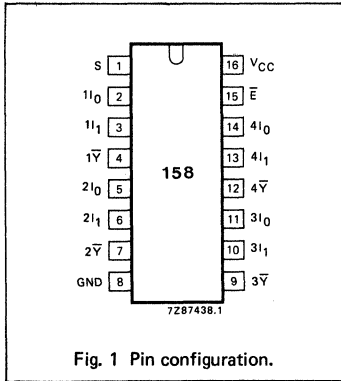 S 1 16 V_CC
1I₀ 2 15 E̅
1I₁ 3 14 4I₀
1Y̅ 4 13 4I₁
158
2I₀ 5 12 4Y̅
2I₁ 6 11 3I₀
2Y̅ 7 10 3I₁
GND 8 9 3Y̅
7Z87438.1
Fig. 1 Pin configuration.